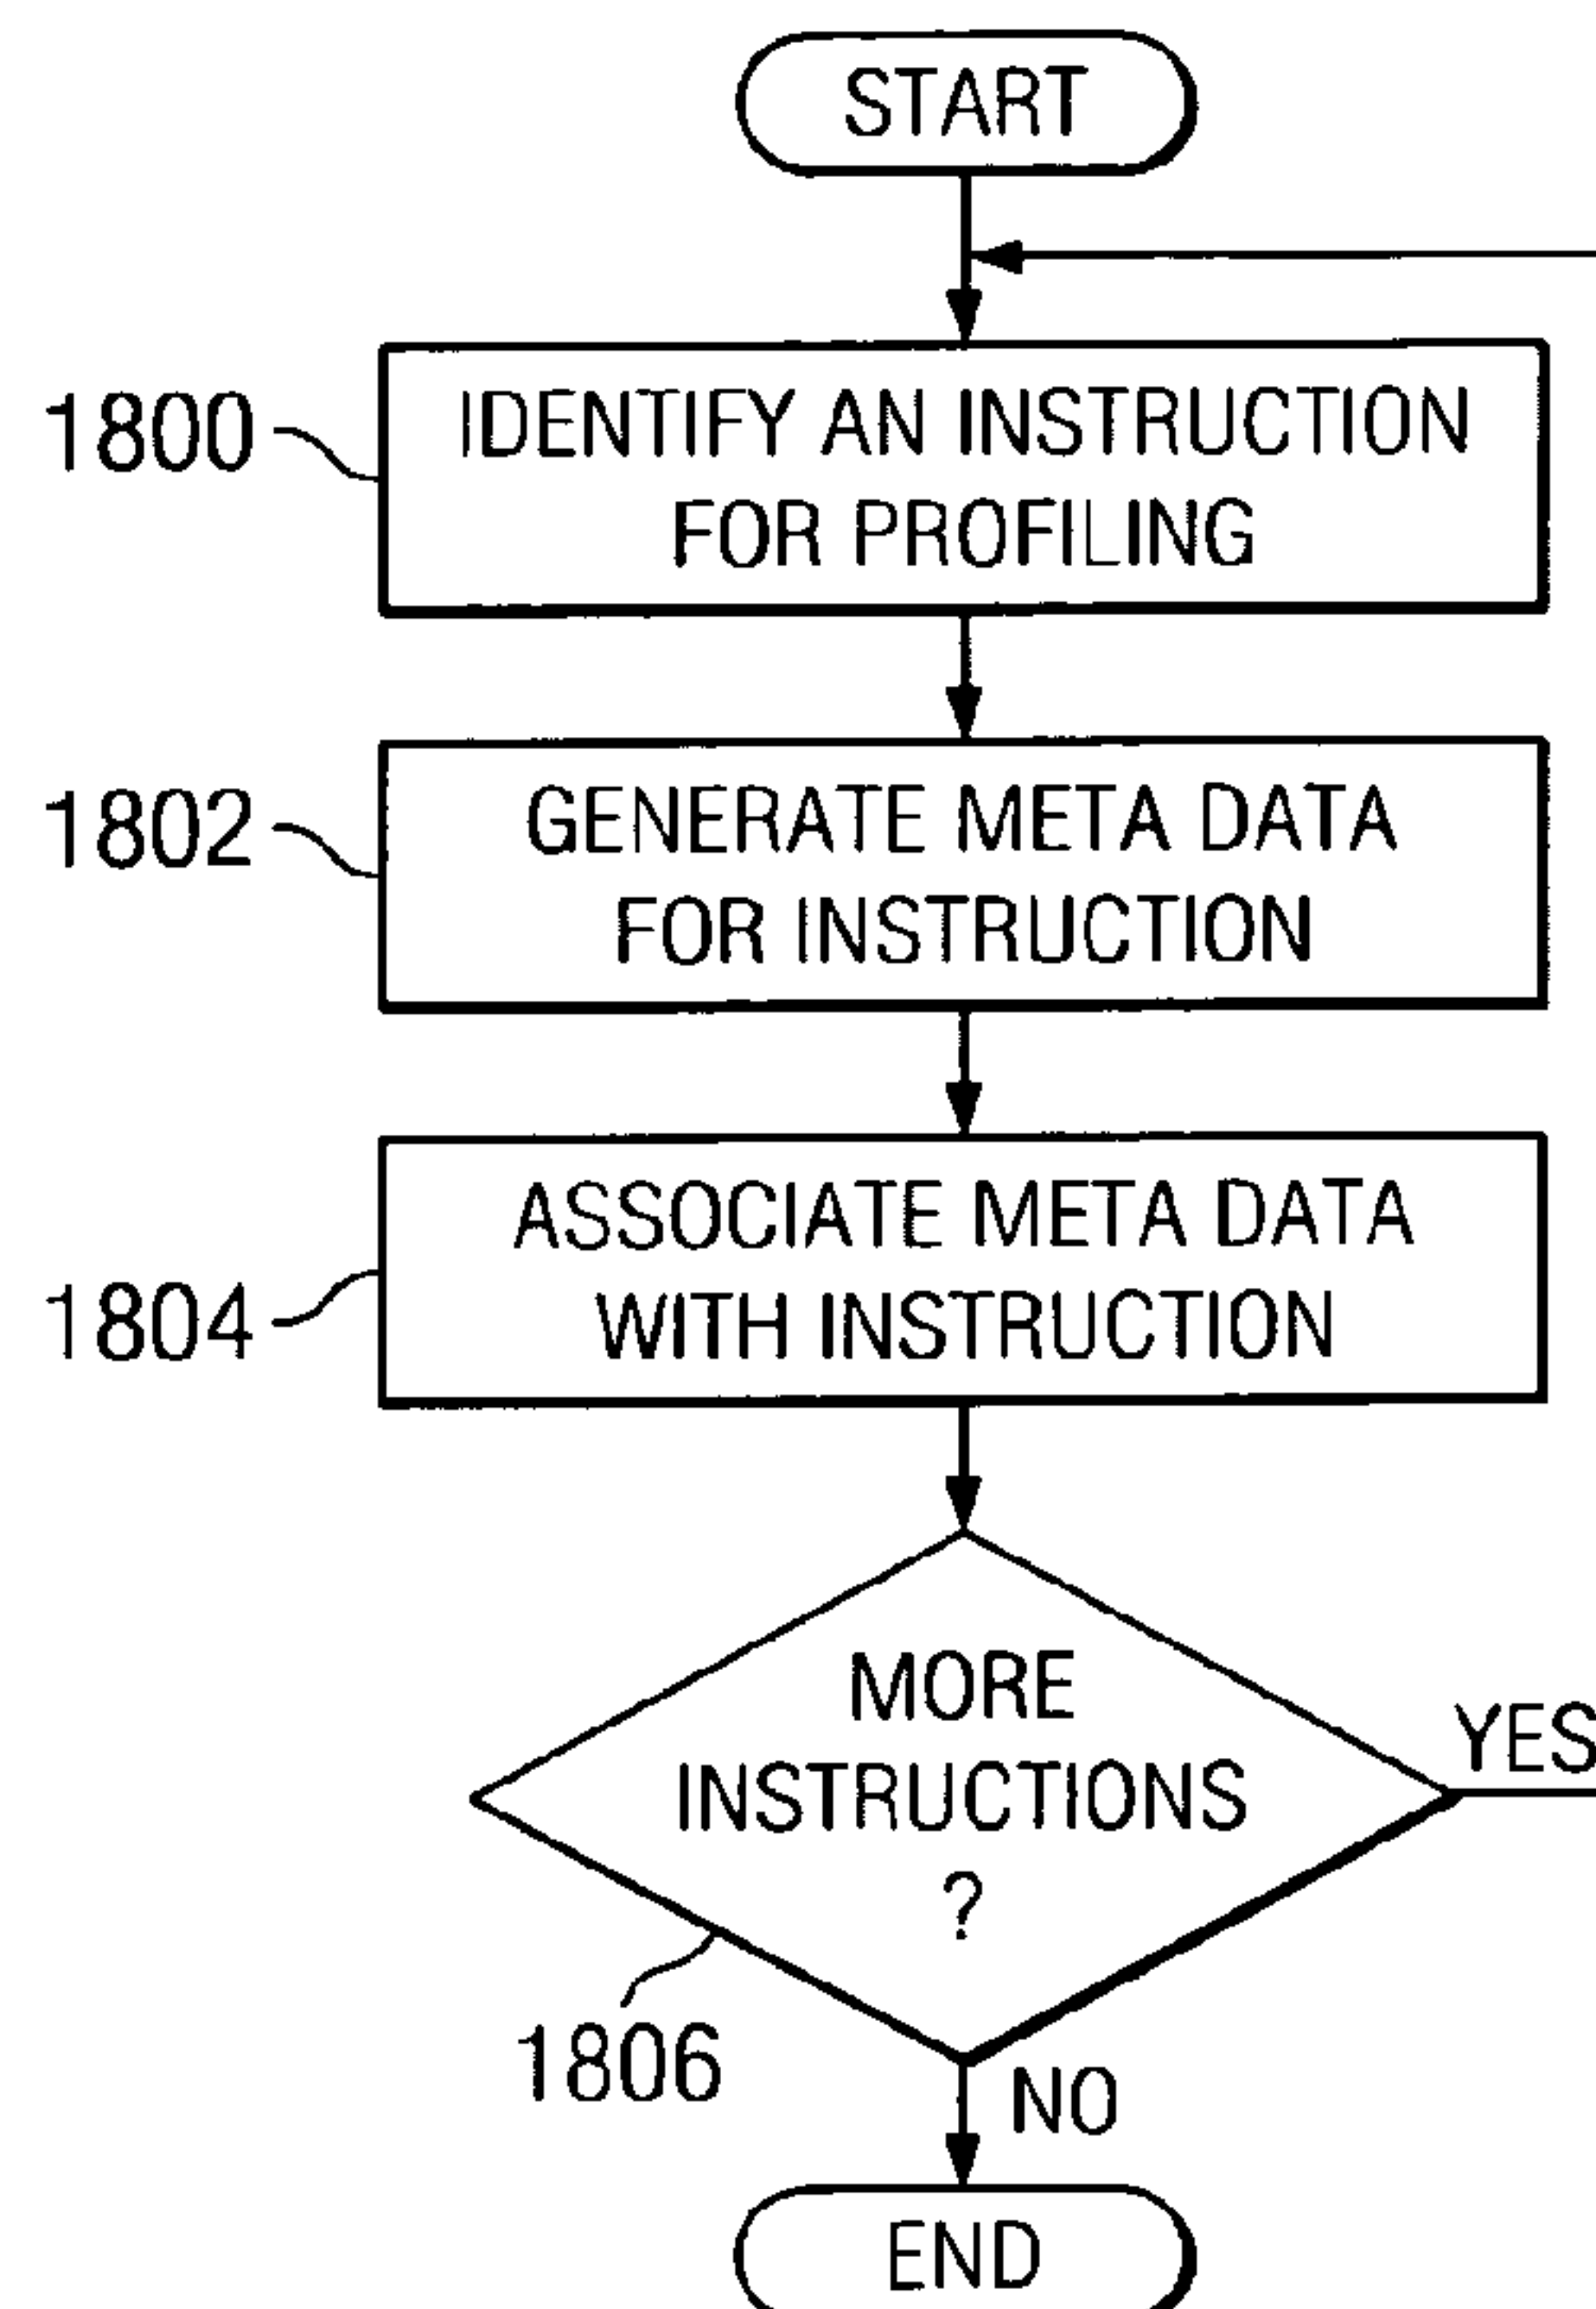 START
1800
IDENTIFY AN INSTRUCTION
FOR PROFILING
1802
GENERATE META DATA
FOR INSTRUCTION
1804
ASSOCIATE META DATA
WITH INSTRUCTION
MORE
INSTRUCTIONS
?
YES
1806
NO
END